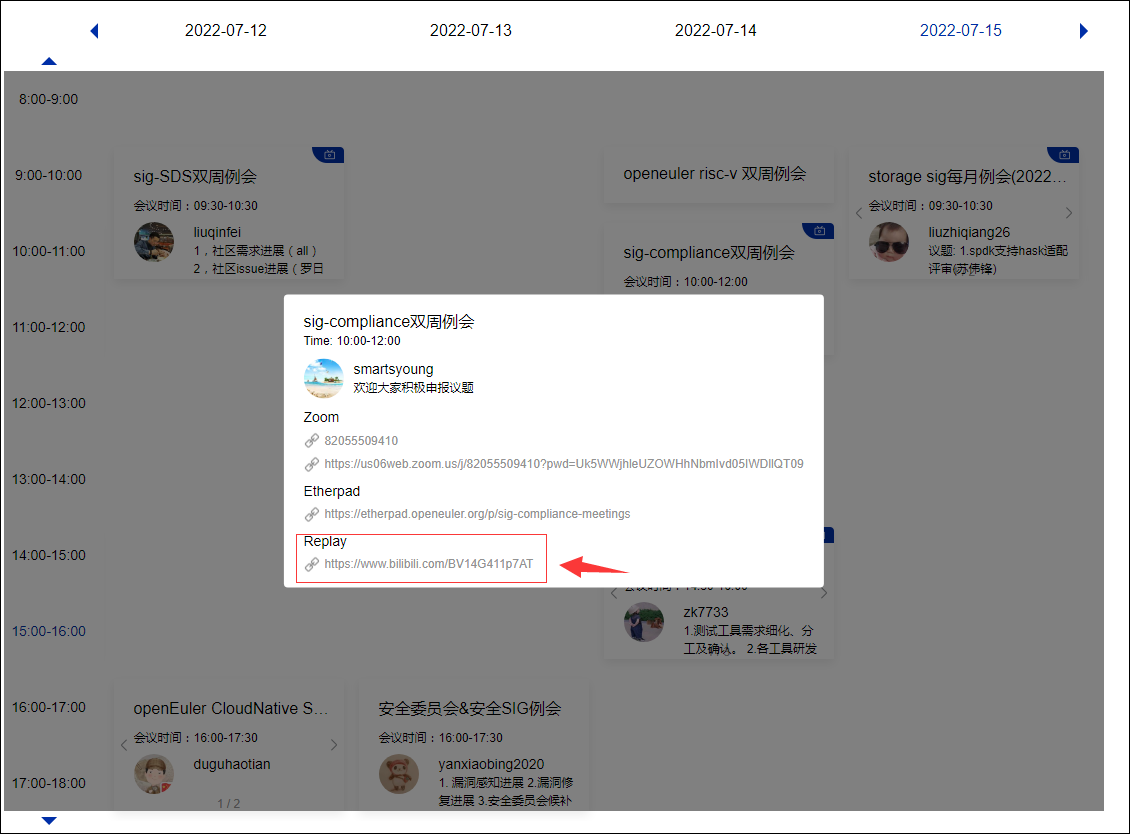 2022-07-12 2022-07-13 2022-07-14 2022-07-15
8:00-9:00
9:00-10:00
10:00-11:00
11:00-12:00
12:00-13:00
13:00-14:00
14:00-15:00
15:00-16:00
16:00-17:00
17:00-18:00
sig-SDS双周例会
会议时间：09:30-10:30
liuqinfei
1，社区需求进展（all）
2，社区issue进展（罗日
openeuler risc-v 双周例会
sig-compliance双周例会
会议时间：10:00-12:00
storage sig每月例会(2022...
会议时间：09:30-10:30
liuzhiqiang26
议题: 1.spdk支持hask适配
评审(苏伟锋)
sig-compliance双周例会
Time: 10:00-12:00
smartsyoung
欢迎大家积极申报议题
Zoom
82055509410
https://us06web.zoom.us/j/82055509410?pwd=Uk5WWjhleUZOWHhNbmIvd05IWDllQT09
Etherpad
https://etherpad.openeuler.org/p/sig-compliance-meetings
Replay
https://www.bilibili.com/BV14G411p7AT
zk7733
1.测试工具需求细化、分
工及确认。 2.各工具研发
openEuler CloudNative S...
会议时间：16:00-17:30
duguhaotian
1 / 2
安全委员会&安全SIG例会
会议时间：16:00-17:30
yanxiaobing2020
1. 漏洞感知进展 2.漏洞修
复进展 3.安全委员会候补